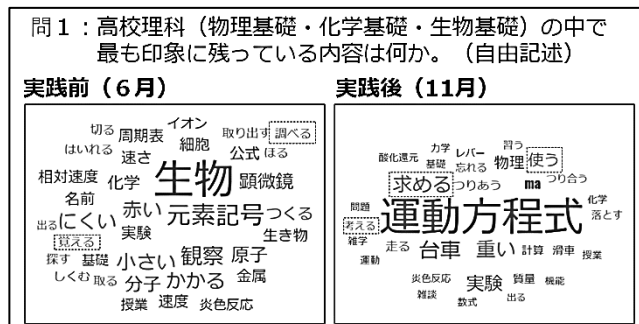 問１：高校理科（物理基礎・化学基礎・生物基礎）の中で
最も印象に残っている内容は何か。（自由記述）
実践前（６月）
切る 周期表 イオン 取り出す 調べる
はいれる 速さ 細胞 公式 ほる
相対速度 化学 生物 顕微鏡
名前 赤い 元素記号 つくる
出る にくい 実験 生き物
覚える 観察 原子
探す 基礎 小さい 金属
しくむ 取る 分子 かかる
授業 速度 炎色反応
実践後（11月）
酸化還元 力学 レバー 習う
基礎 忘れる 物理 使う
求める つりあう ma つり合う
問題 運動方程式 化学
考える 落とす
雑学 走る 台車 重い 計算 滑車 授業
運動
炎色反応 実験 質量 機能
雑談 数式 出る